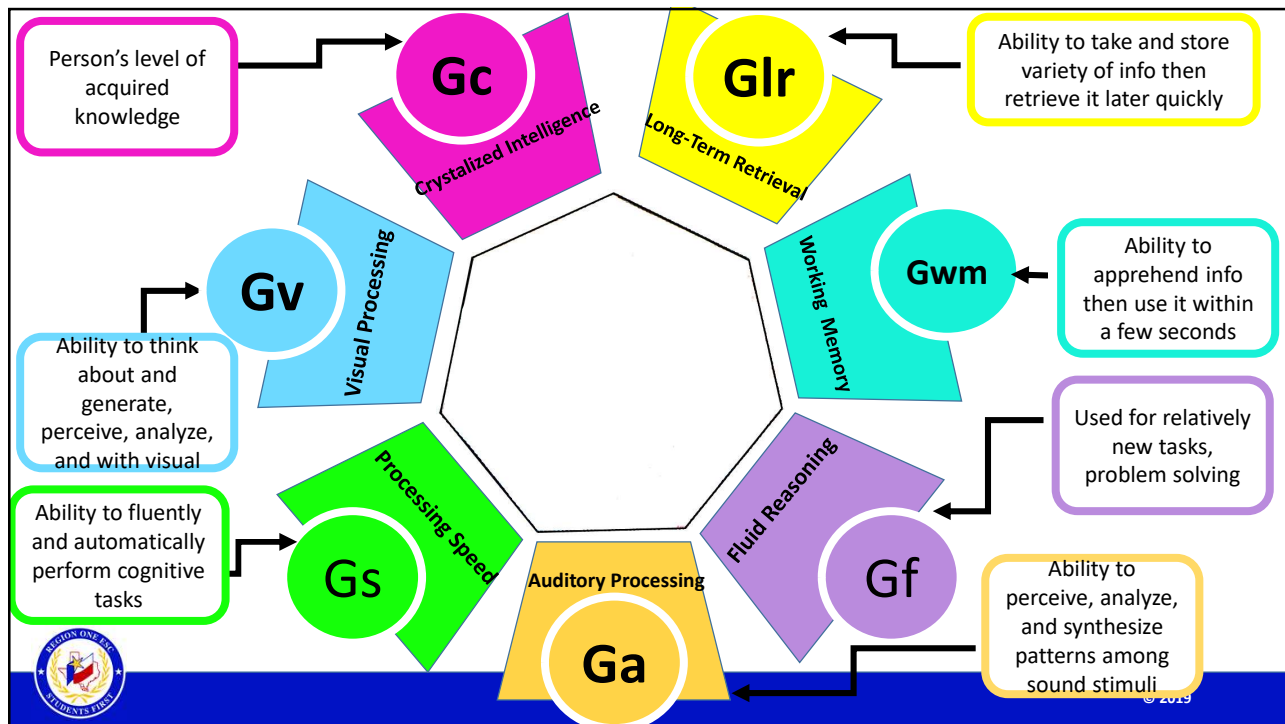 Person's level of
acquired
knowledge
Gc
Crystalized Intelligence
Glr
Long-Term Retrieval
Ability to take and store
variety of info then
retrieve it later quickly
Gv
Visual Processing
Ability to think
about and
generate,
perceive, analyze,
and with visual
Gwm
Working Memory
Ability to
apprehend info
then use it within
a few seconds
Gs
Processing Speed
Ability to fluently
and automatically
perform cognitive
tasks
Gf
Fluid Reasoning
Used for relatively
new tasks,
problem solving
Auditory Processing
Ga
Ability to
perceive, analyze,
and synthesize
patterns among
sound stimuli
REGION ONE ESC
STUDENTS FIRST
© 2019